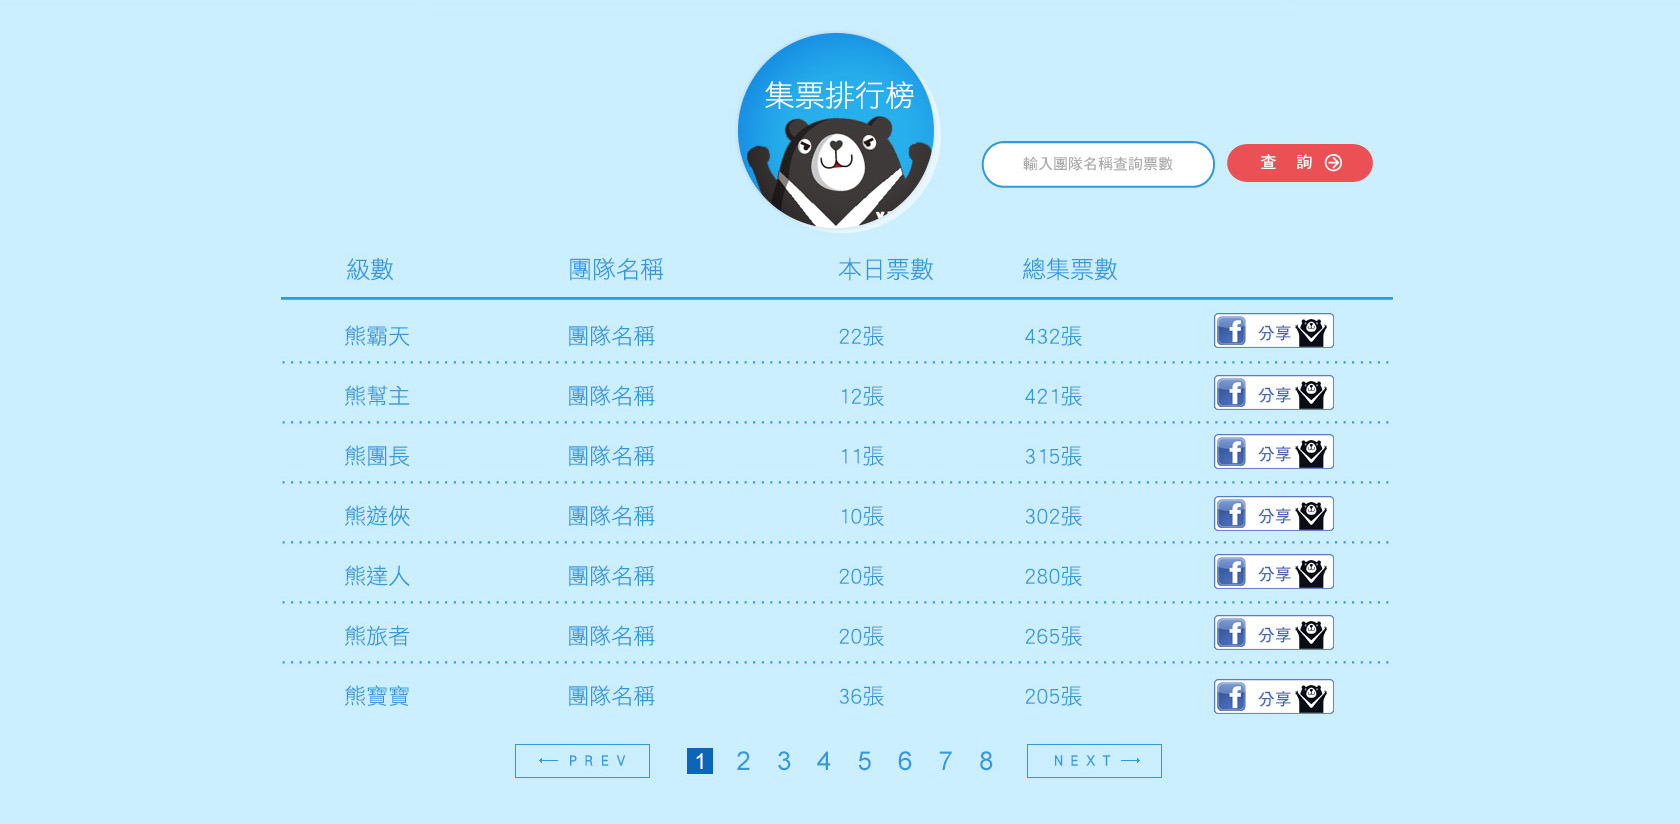 集票排行榜
輸入團隊名稱查詢票數 查 詢
級數 團隊名稱 本日票數 總集票數
熊霸天 團隊名稱 22張 432張 f 分享
熊幫主 團隊名稱 12張 421張 f 分享
熊團長 團隊名稱 11張 315張 f 分享
熊遊俠 團隊名稱 10張 302張 f 分享
熊達人 團隊名稱 20張 280張 f 分享
熊旅者 團隊名稱 20張 265張 f 分享
熊寶寶 團隊名稱 36張 205張 f 分享
← PREV 1 2 3 4 5 6 7 8 NEXT →